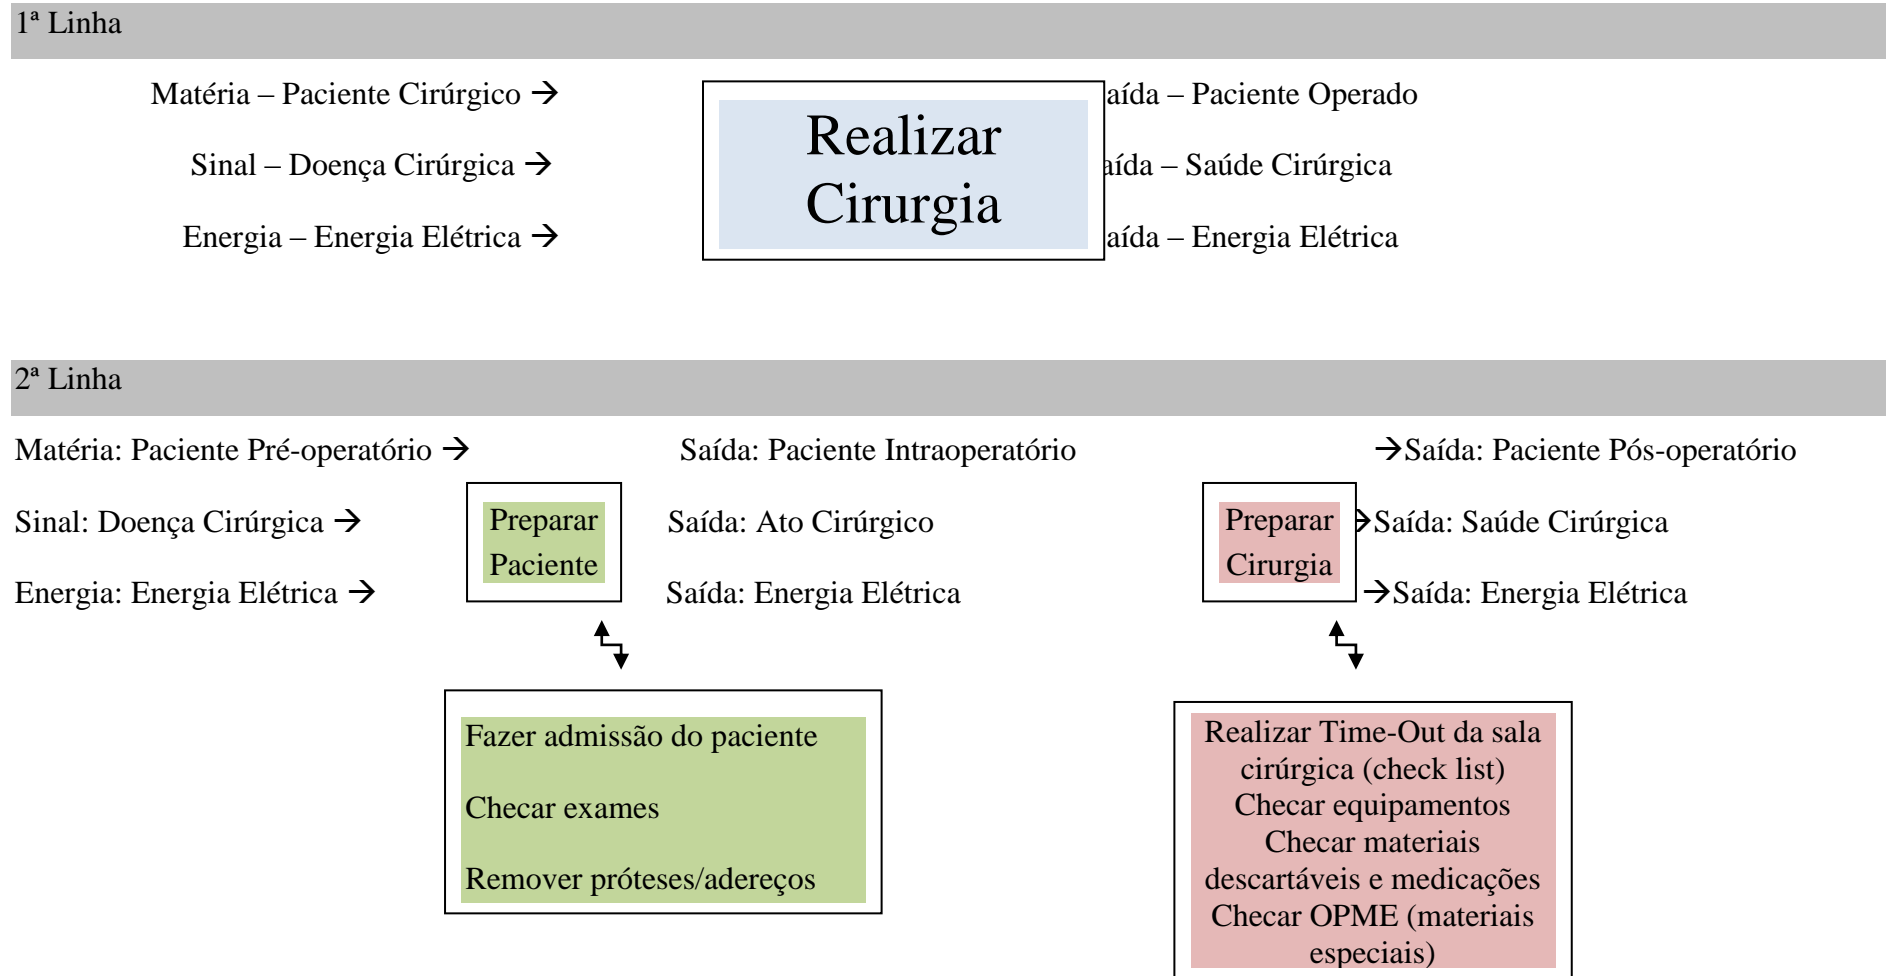 1ª Linha
Matéria – Paciente Cirúrgico →
Realizar
Cirurgia
aída – Paciente Operado
Sinal – Doença Cirúrgica →
aída – Saúde Cirúrgica
Energia – Energia Elétrica →
aída – Energia Elétrica
2ª Linha
Matéria: Paciente Pré-operatório →
Saída: Paciente Intraoperatório
→Saída: Paciente Pós-operatório
Sinal: Doença Cirúrgica →
Preparar
Paciente
Saída: Ato Cirúrgico
Preparar
Cirurgia
→Saída: Saúde Cirúrgica
Energia: Energia Elétrica →
Saída: Energia Elétrica
→Saída: Energia Elétrica
Fazer admissão do paciente
Checar exames
Remover próteses/adereços
Realizar Time-Out da sala
cirúrgica (check list)
Checar equipamentos
Checar materiais
descartáveis e medicações
Checar OPME (materiais
especiais)